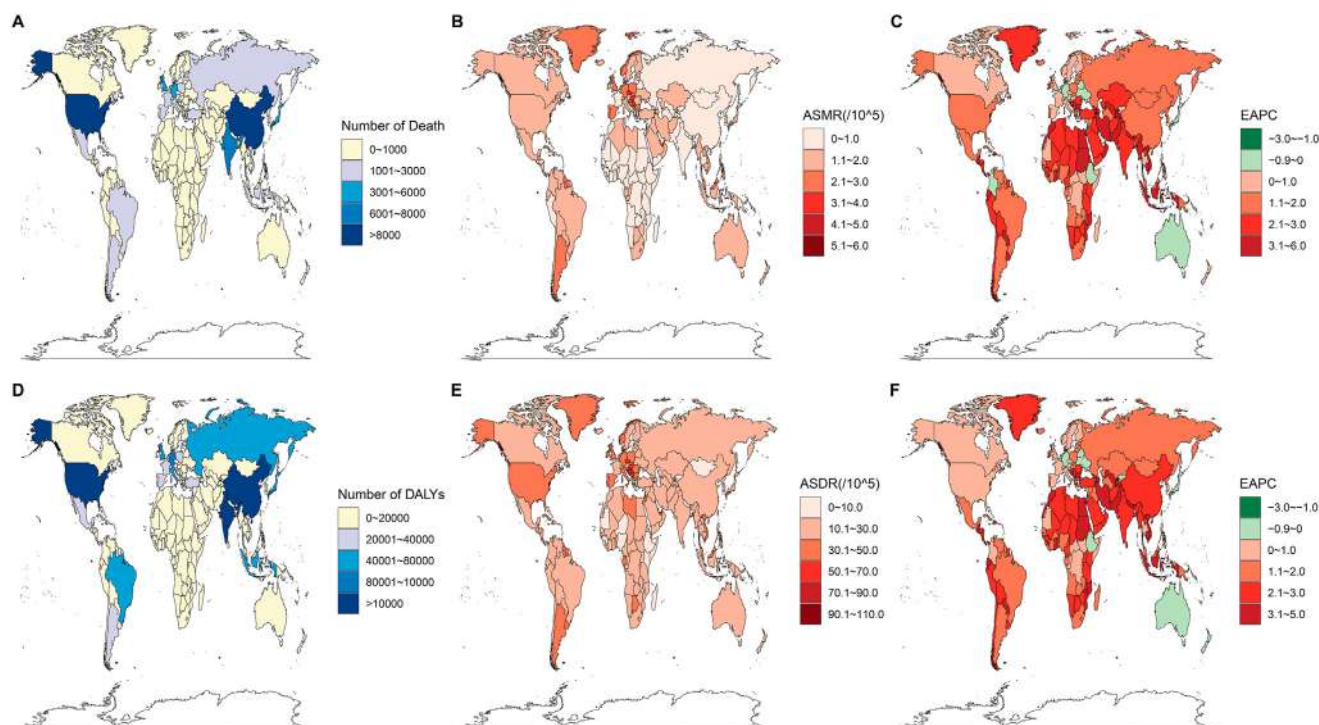 A
Number of Death
0~1000
1001~3000
3001~6000
6001~8000
>8000
B
ASMR(/10^5)
0~1.0
1.1~2.0
2.1~3.0
3.1~4.0
4.1~5.0
5.1~6.0
C
EAPC
−3.0~−1.0
−0.9~0
0~1.0
1.1~2.0
2.1~3.0
3.1~6.0
D
Number of DALYs
0~20000
20001~40000
40001~80000
80001~10000
>10000
E
ASDR(/10^5)
0~10.0
10.1~30.0
30.1~50.0
50.1~70.0
70.1~90.0
90.1~110.0
F
EAPC
−3.0~−1.0
−0.9~0
0~1.0
1.1~2.0
2.1~3.0
3.1~5.0